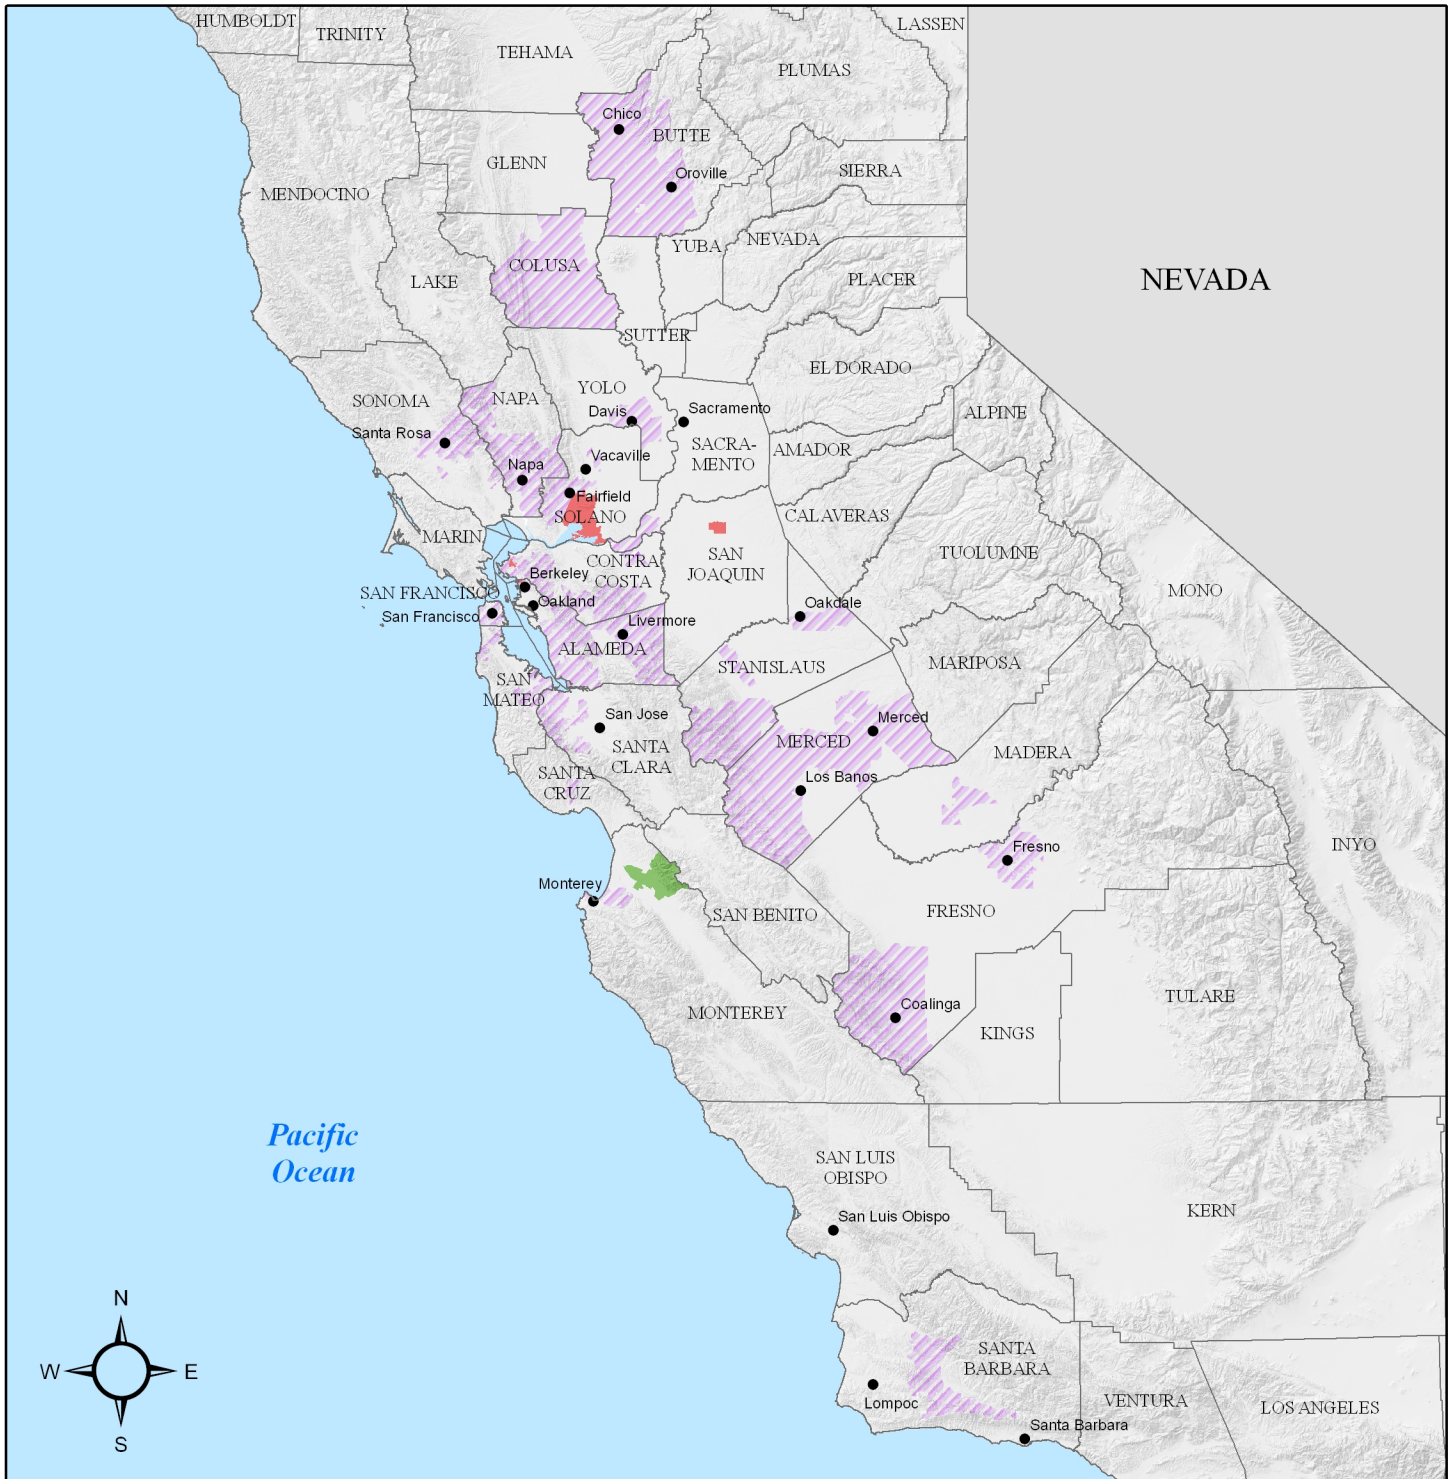 HUMBOLDT
TRINITY
TEHAMA
LASSEN
PLUMAS
Chico
BUTTE
GLENN
Oroville
SIERRA
MENDOCINO
YUBA
NEVADA
COLUSA
LAKE
PLACER
NEVADA
SUTTER
EL DORADO
YOLO
NAPA
SONOMA
Davis
Sacramento
ALPINE
Santa Rosa
SACRA-
MENTO
AMADOR
Vacaville
Napa
Fairfield
SOLANO
CALAVERAS
MARIN
SAN
JOAQUIN
TUOLUMNE
CONTRA
COSTA
Berkeley
MONO
SAN FRANCISCO
Oakland
Oakdale
San Francisco
Livermore
ALAMEDA
STANISLAUS
MARIPOSA
SAN
MATEO
San Jose
Merced
MERCED
SANTA
CLARA
MADERA
SANTA
CRUZ
Los Banos
Fresno
INYO
Monterey
SAN BENITO
FRESNO
TULARE
Coalinga
MONTEREY
KINGS
Pacific
Ocean
SAN LUIS
OBISPO
San Luis Obispo
KERN
N
W
E
S
SANTA
BARBARA
Lompoc
VENTURA
LOS ANGELES
Santa Barbara